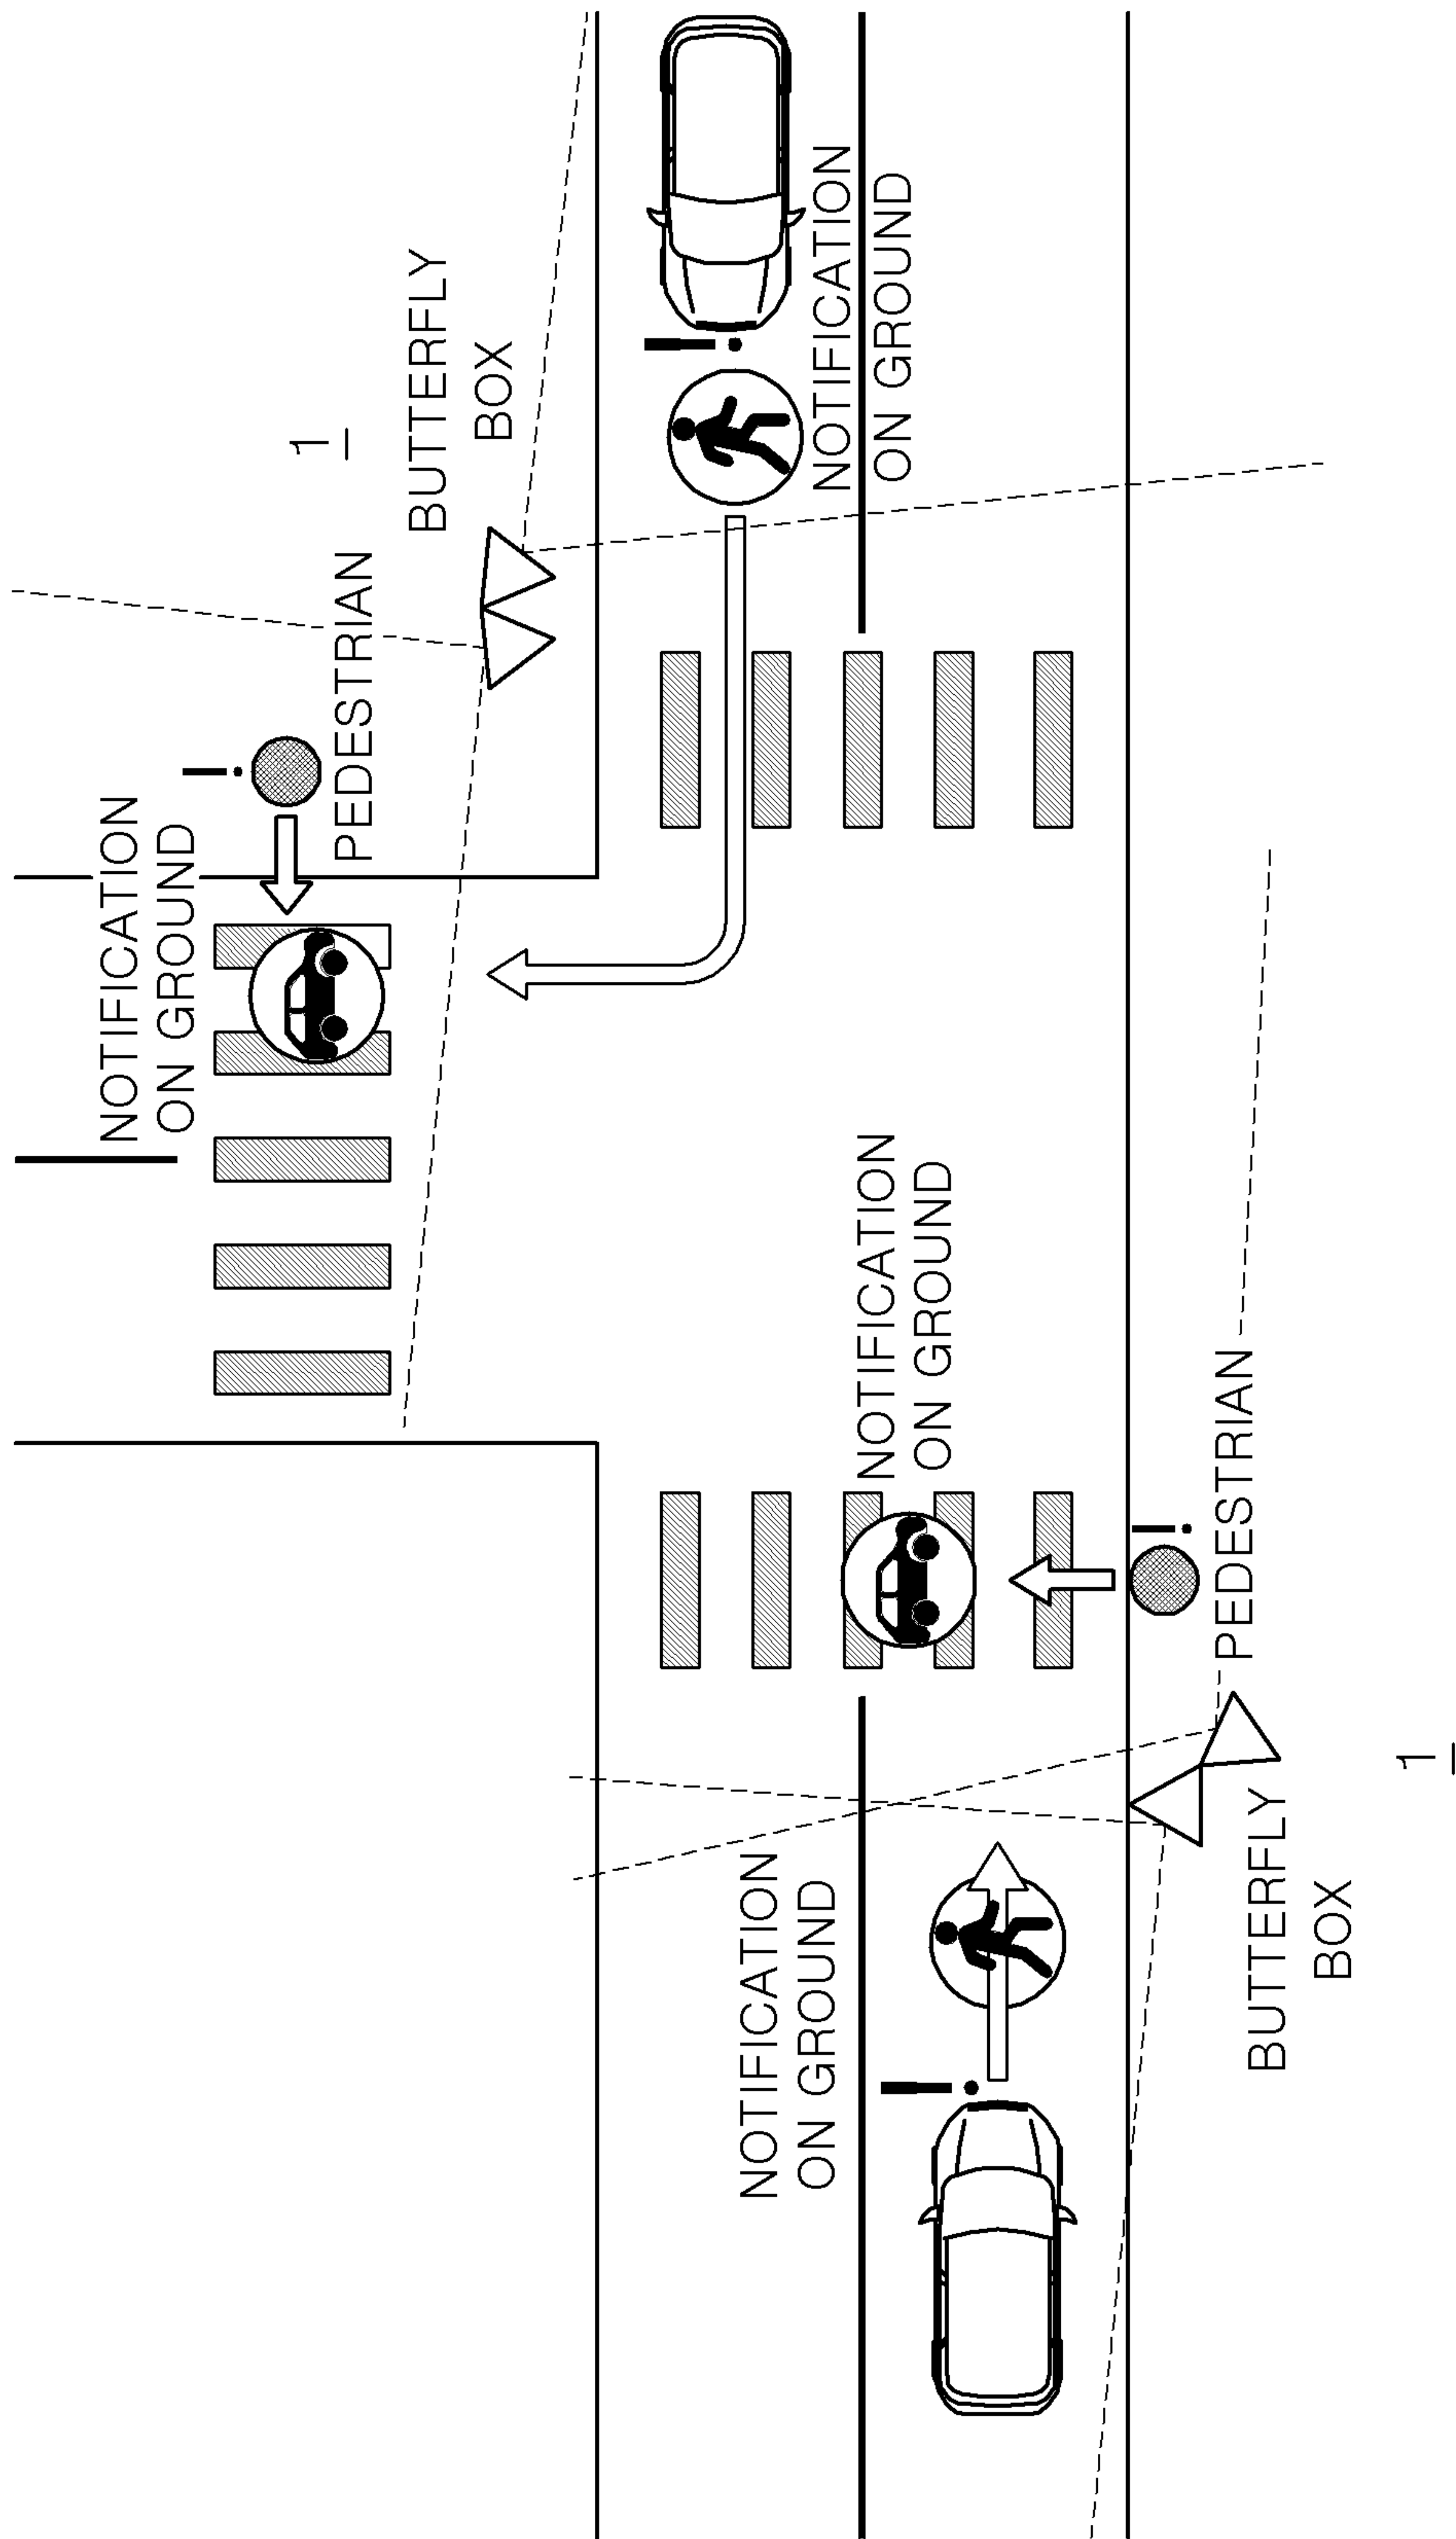 NOTIFICATION
ON GROUND
1
PEDESTRIAN
BUTTERFLY
BOX
NOTIFICATION
ON GROUND
NOTIFICATION
ON GROUND
NOTIFICATION
ON GROUND
PEDESTRIAN
BUTTERFLY
BOX
1